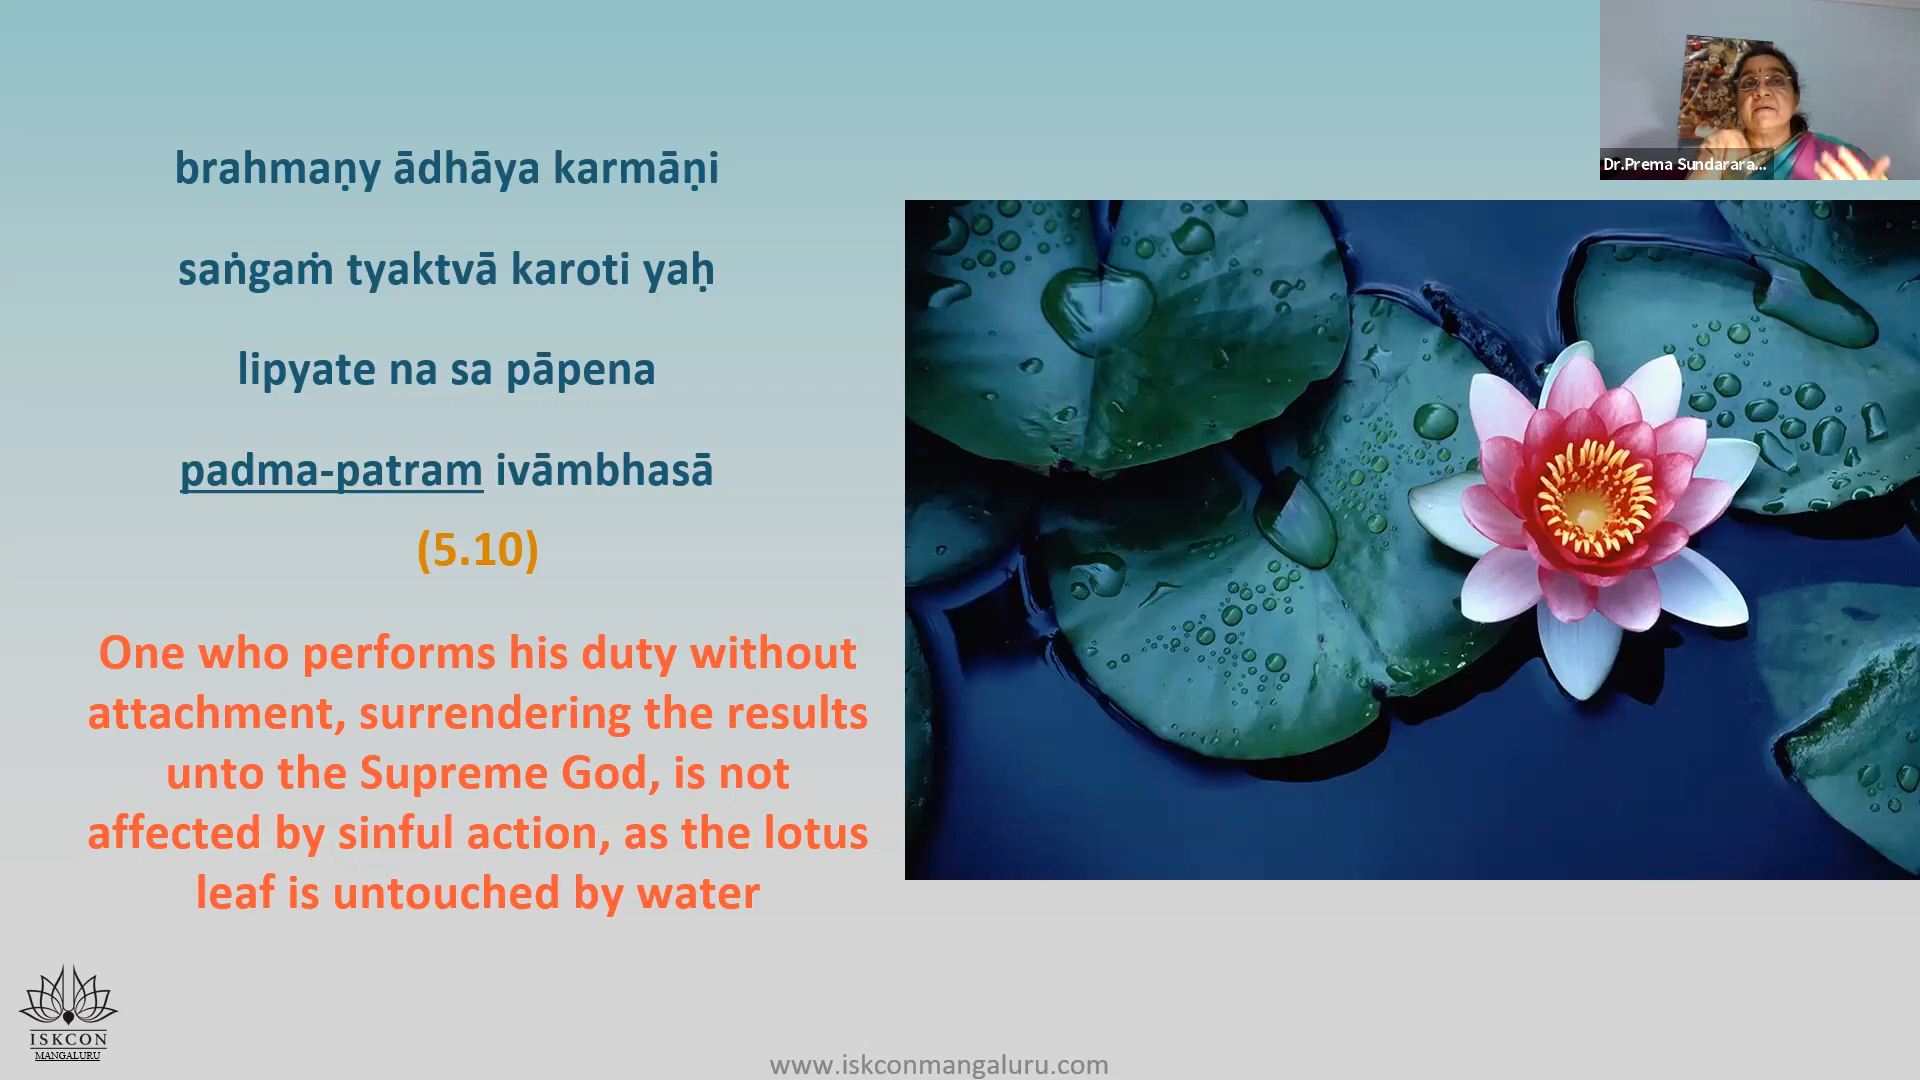 brahmaṇy ādhāya karmāṇi
saṅgaṁ tyaktvā karoti yaḥ
lipyate na sa pāpena
padma-patram ivāmbhasā
(5.10)
One who performs his duty without
attachment, surrendering the results
unto the Supreme God, is not
affected by sinful action, as the lotus
leaf is untouched by water
Dr.Prema Sundarara...
ISKCON
MANGALURU
www.iskconmangaluru.com